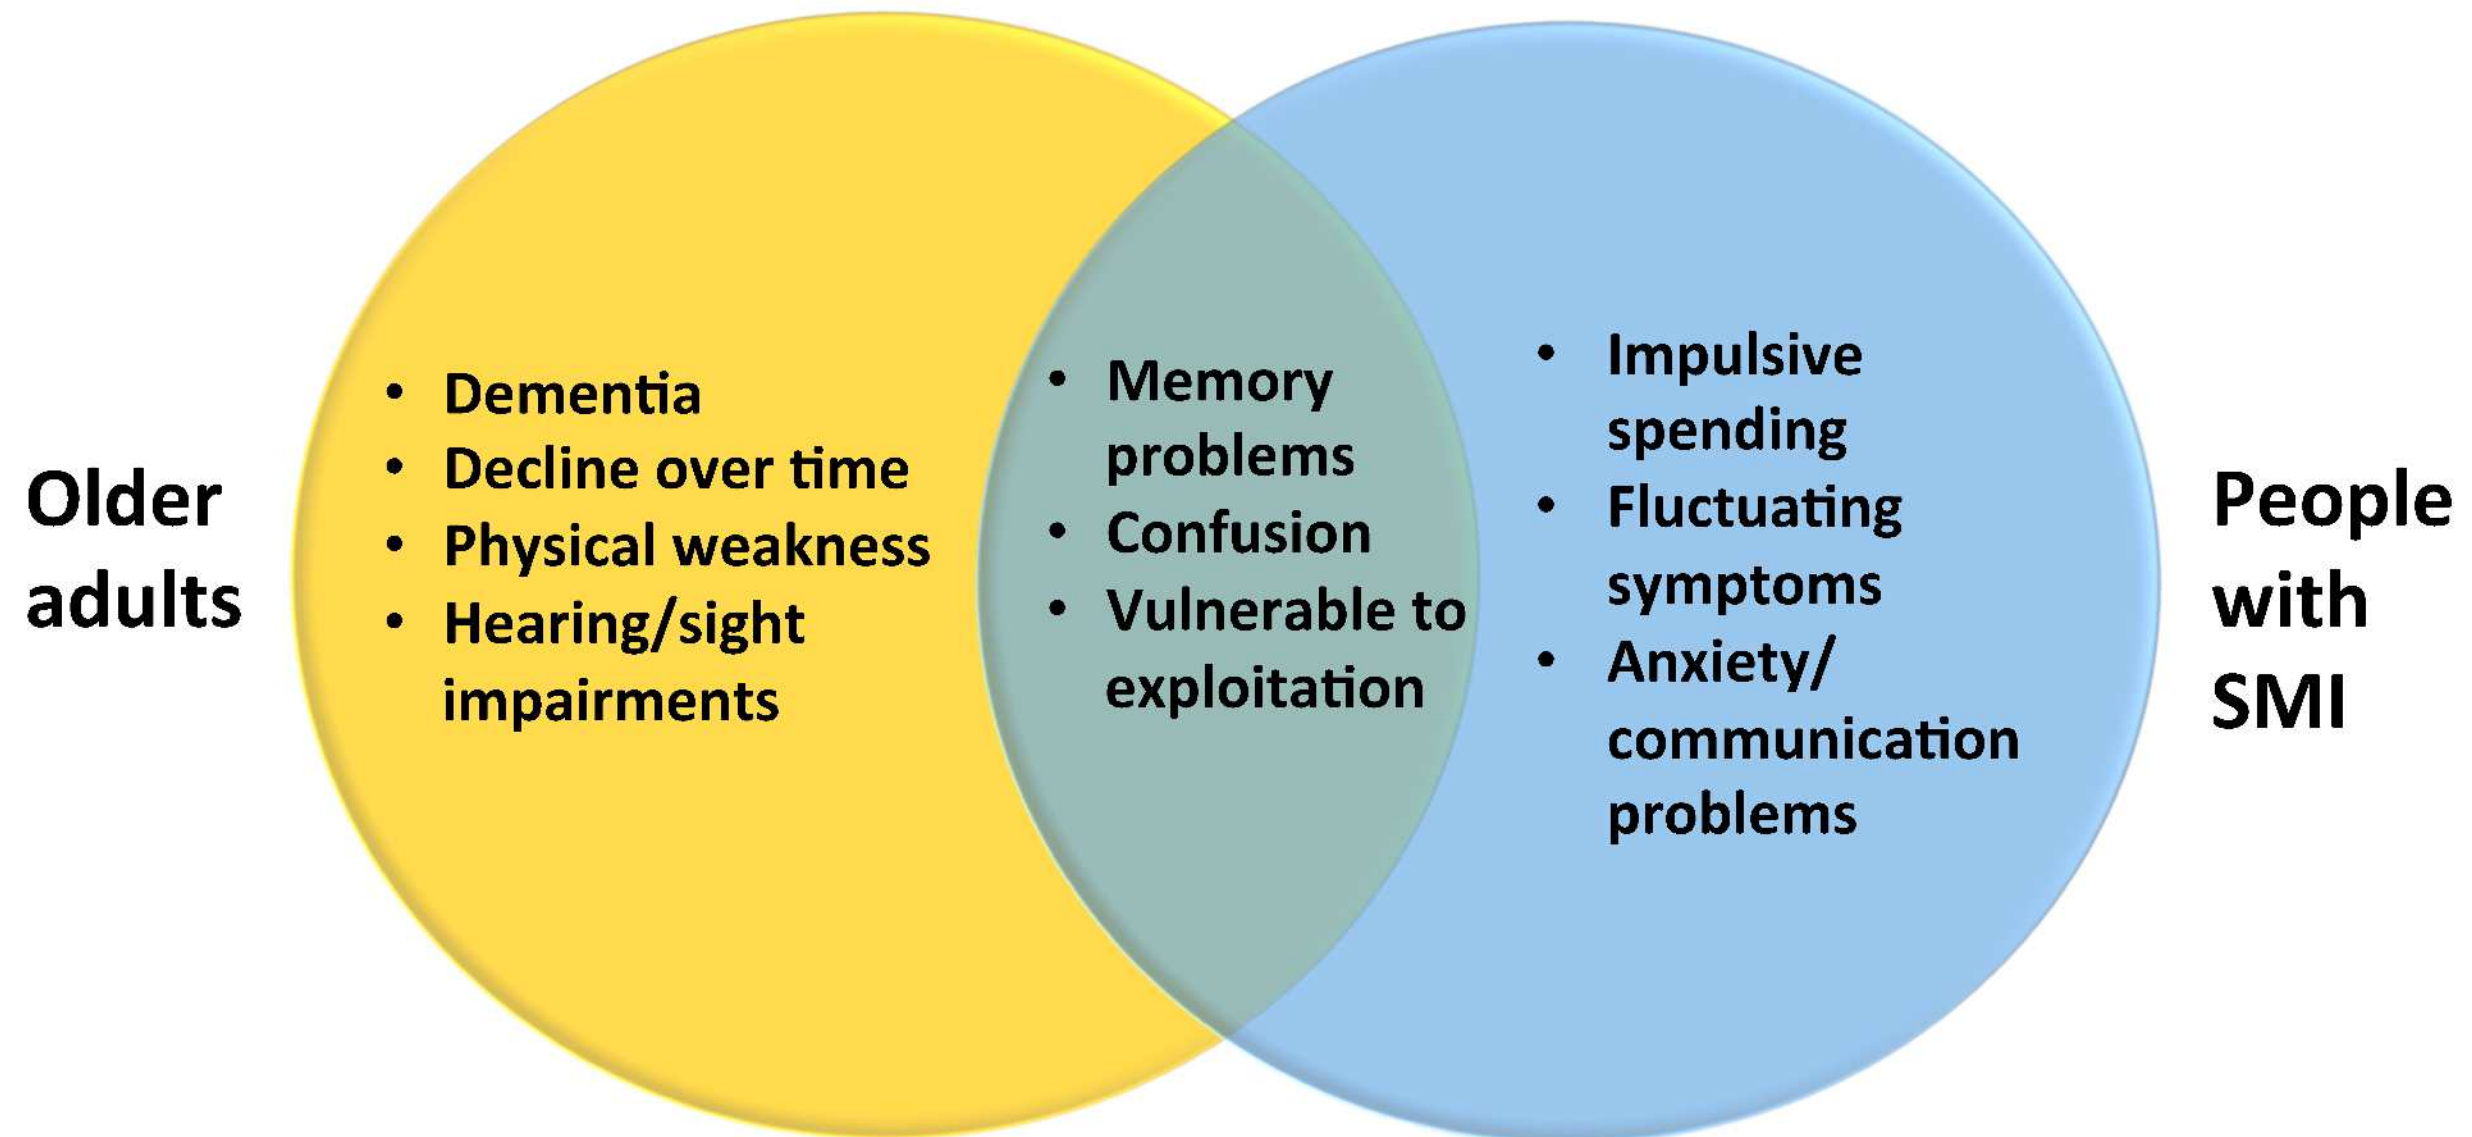 Older
adults
• Dementia
• Decline over time
• Physical weakness
• Hearing/sight
impairments
• Memory
problems
• Confusion
• Vulnerable to
exploitation
• Impulsive
spending
• Fluctuating
symptoms
• Anxiety/
communication
problems
People
with
SMI